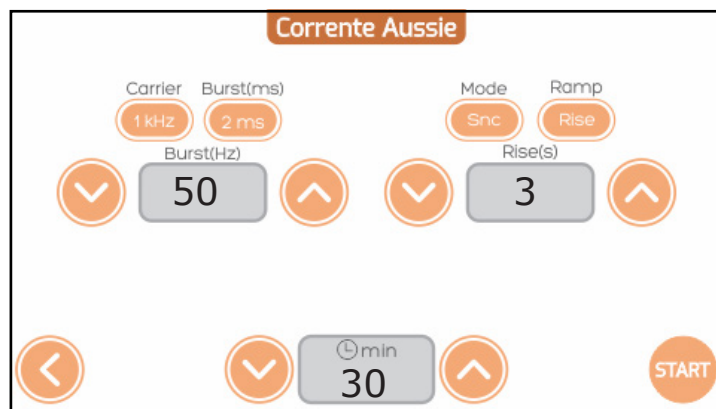 Corrente Aussie
Carrier Burst(ms) Mode Ramp
1 kHz 2 ms Snc Rise
Burst(Hz) Rise(s)
50 3
min
30
START